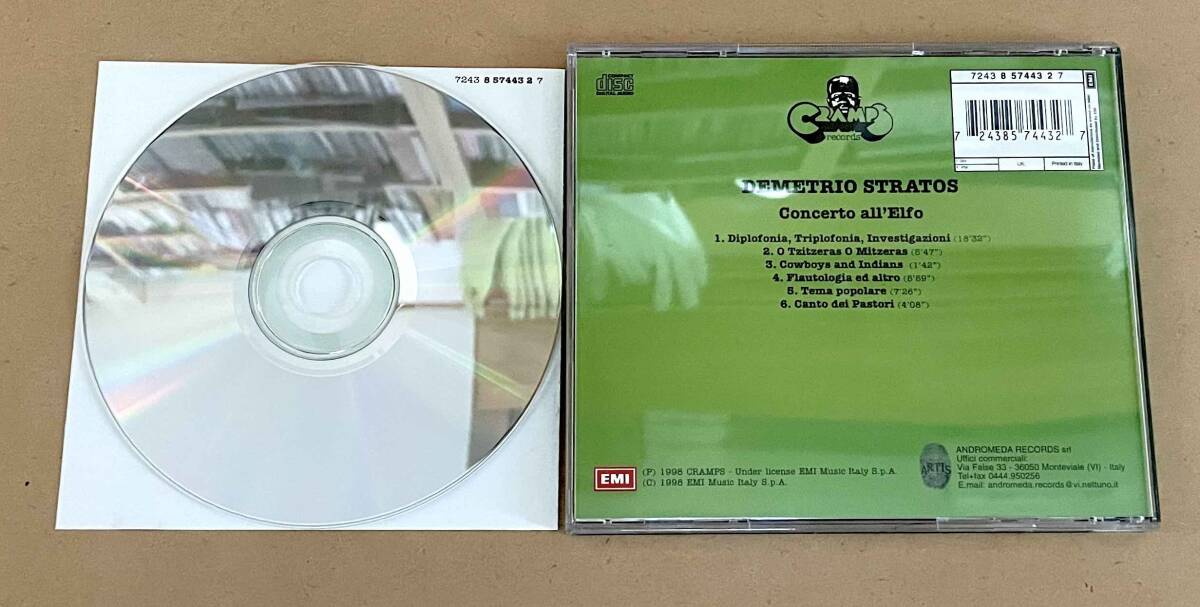 7243 8 57443 2 7
COMPACT
disc
DIGITAL AUDIO
CRAMPS
records
7243 8 57443 2 7
EMI
7 24385 74432 7
UK:
Printed in Italy
DEMETRIO STRATOS
Concerto all'Elfo
1. Diplofonia, Triplofonia, Investigazioni (18'32")
2. O Tzitzeras O Mitzeras (5'47")
3. Cowboys and Indians (1'42")
4. Flautologia ed altro (5'59")
5. Tema popolare (7'26")
6. Canto dei Pastori (4'08")
EMI
(P) 1998 CRAMPS - Under license EMI Music Italy S.p.A.
(C) 1998 EMI Music Italy S.p.A.
ARTIS
ANDROMEDA RECORDS srl
Uffici commerciali:
Via False 33 - 36050 Monteviale (VI) - Italy
Tel+fax 0444.950256
E.mail: andromeda.records@vi.nettuno.it